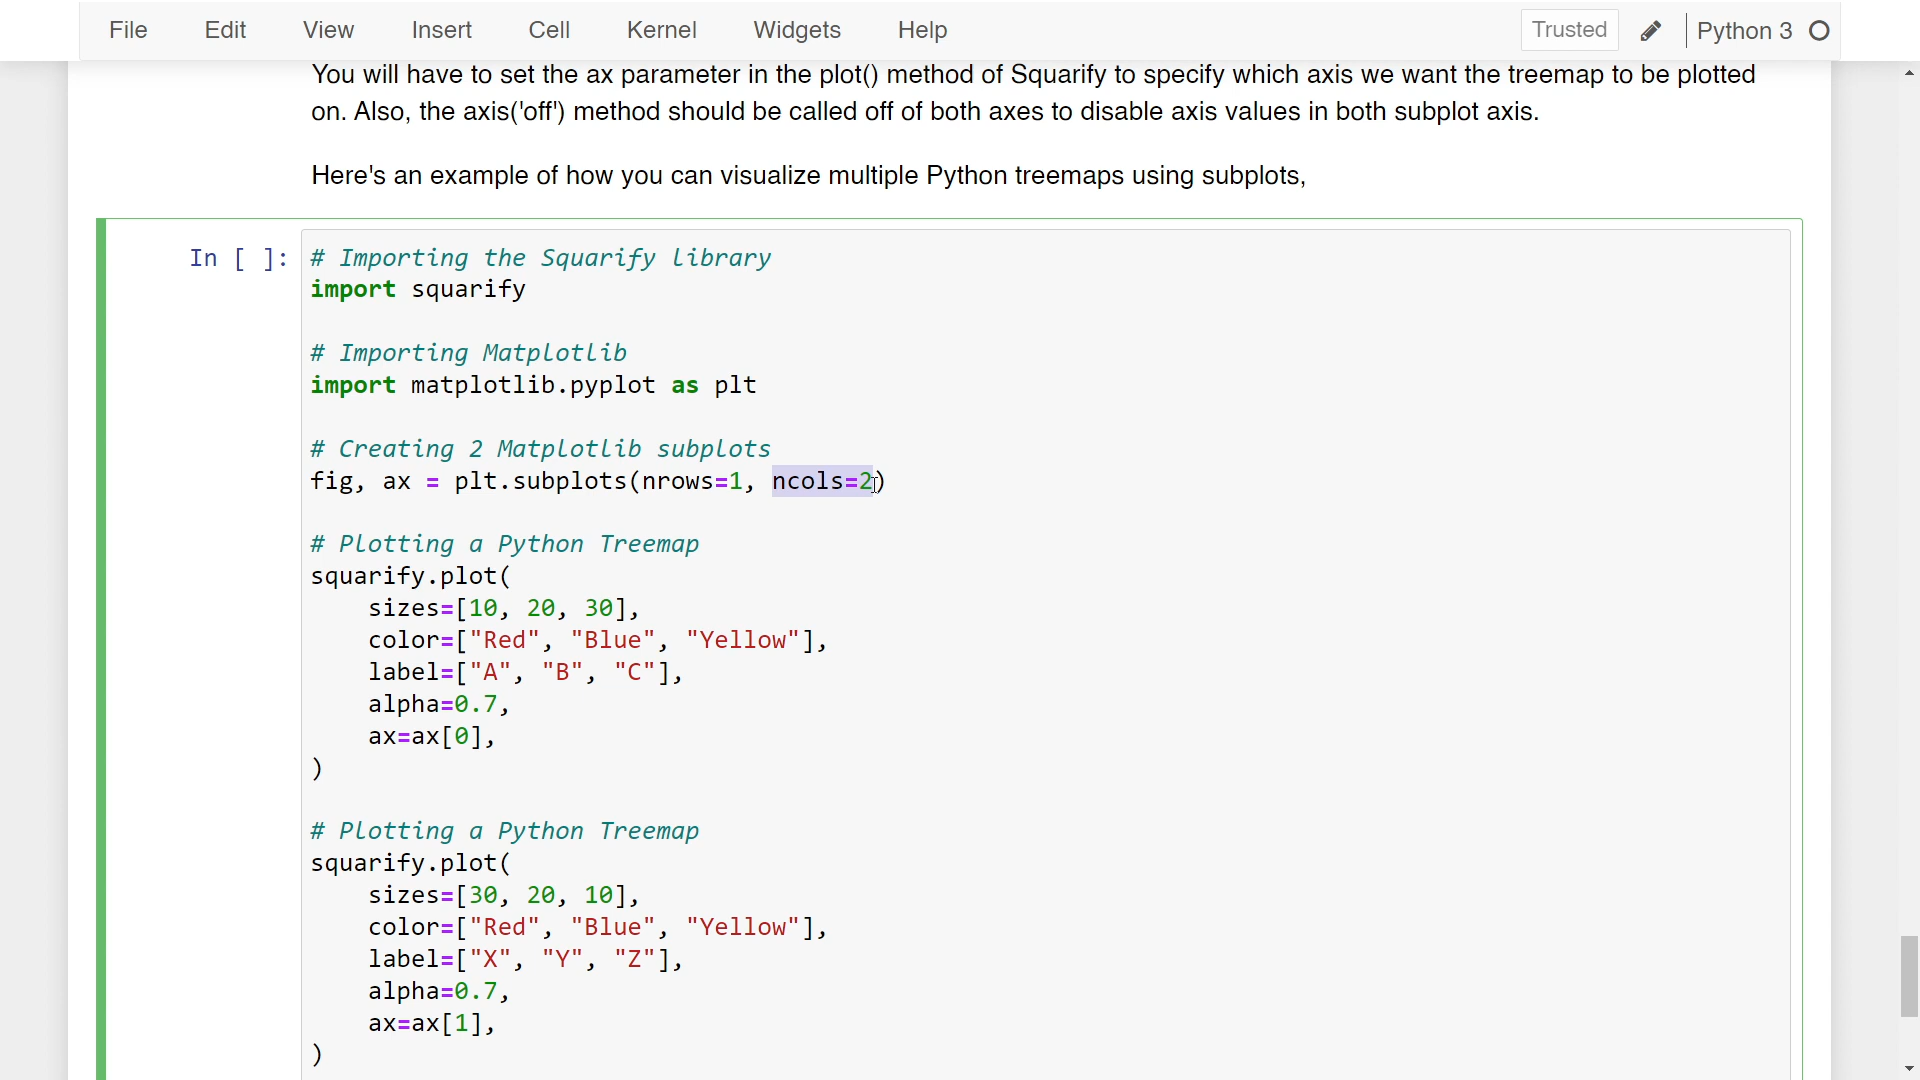 File Edit View Insert Cell Kernel Widgets Help Trusted Python 3
You will have to set the ax parameter in the plot() method of Squarify to specify which axis we want the treemap to be plotted
on. Also, the axis('off') method should be called off of both axes to disable axis values in both subplot axis.
Here's an example of how you can visualize multiple Python treemaps using subplots,
In [ ]: # Importing the Squarify library
import squarify
# Importing Matplotlib
import matplotlib.pyplot as plt
# Creating 2 Matplotlib subplots
fig, ax = plt.subplots(nrows=1, ncols=2)
# Plotting a Python Treemap
squarify.plot(
    sizes=[10, 20, 30],
    color=["Red", "Blue", "Yellow"],
    label=["A", "B", "C"],
    alpha=0.7,
    ax=ax[0],
)
# Plotting a Python Treemap
squarify.plot(
    sizes=[30, 20, 10],
    color=["Red", "Blue", "Yellow"],
    label=["X", "Y", "Z"],
    alpha=0.7,
    ax=ax[1],
)